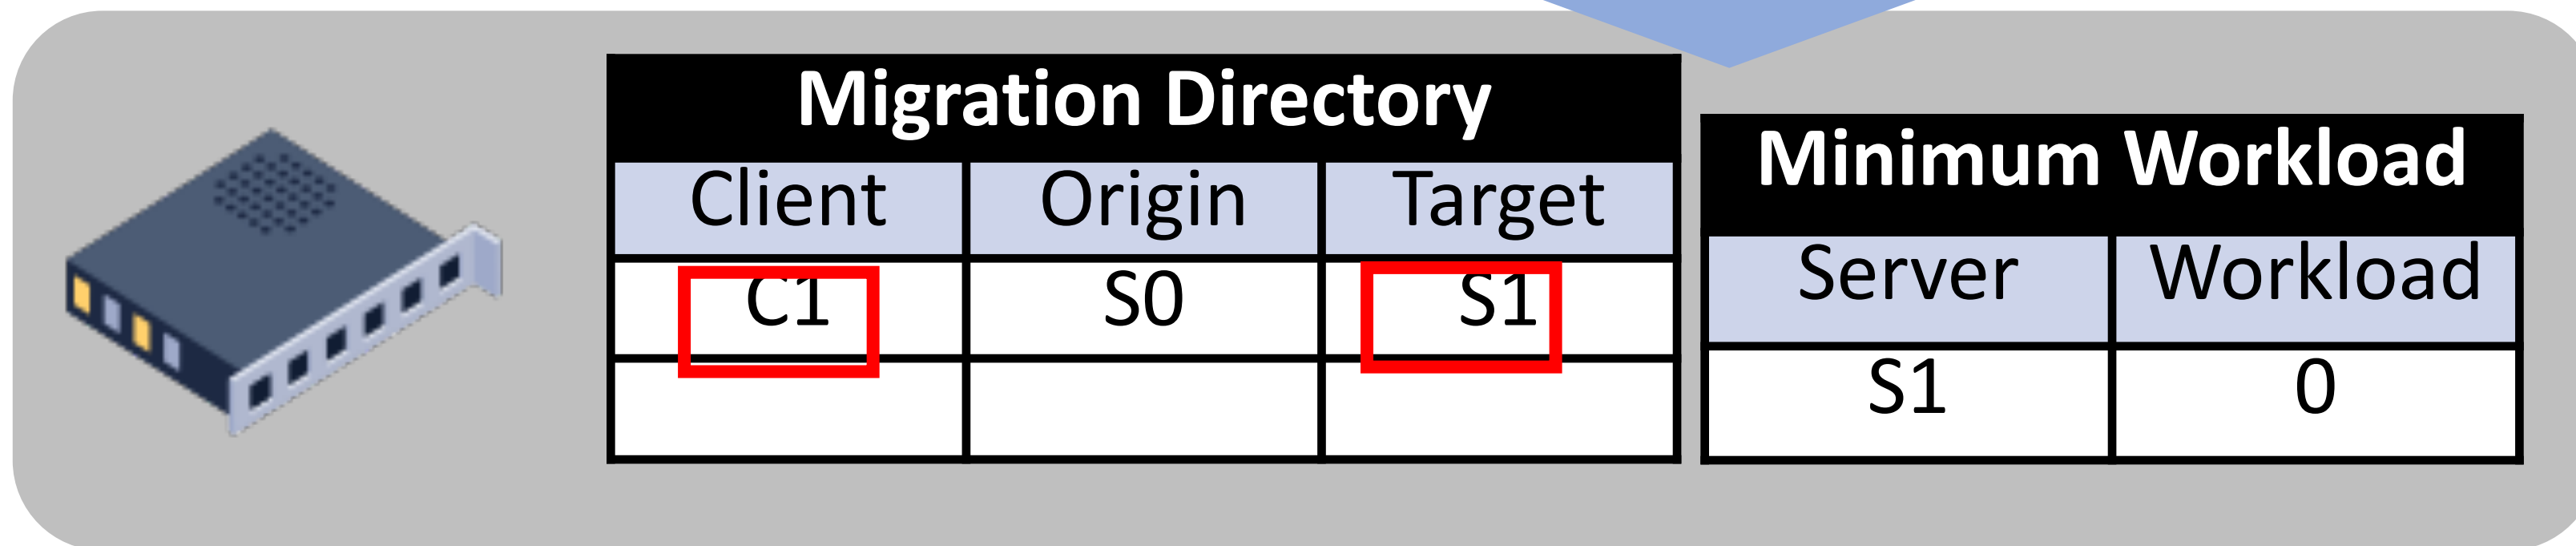 Migration Directory
Client Origin Target
C1 S0 S1
Minimum Workload
Server Workload
S1 0